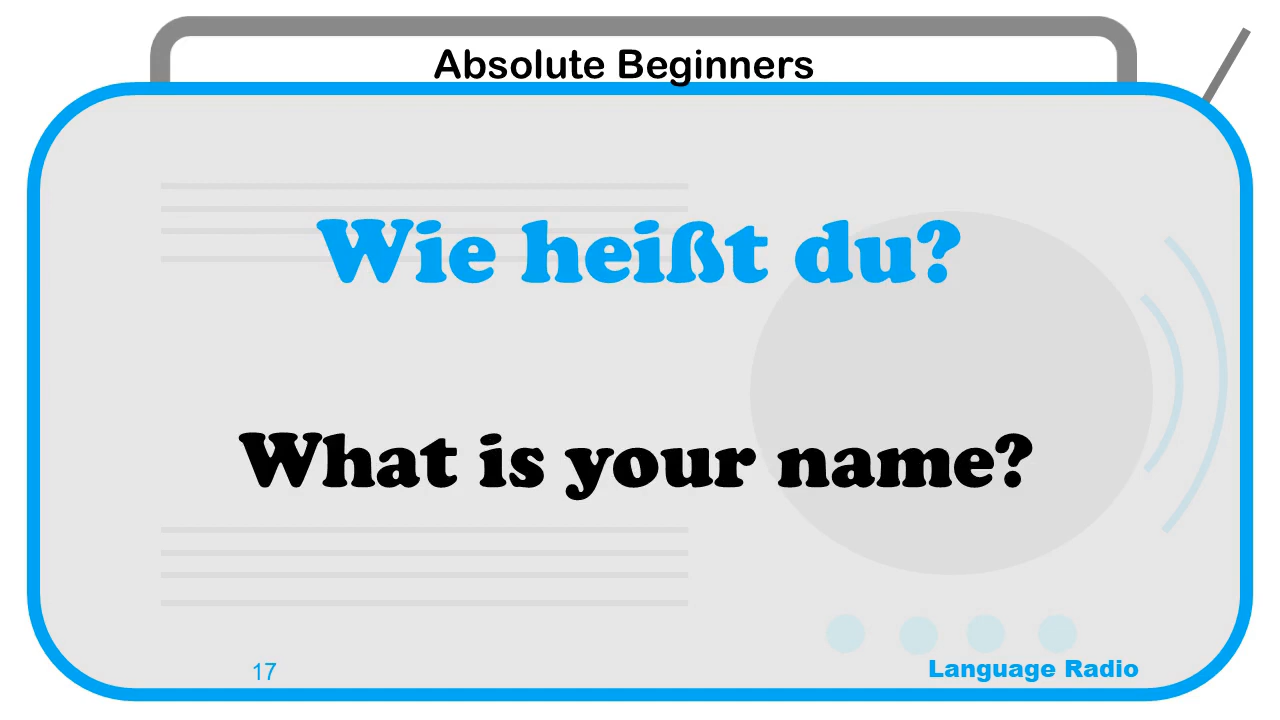 Absolute Beginners
Wie heißt du?
What is your name?
17
Language Radio